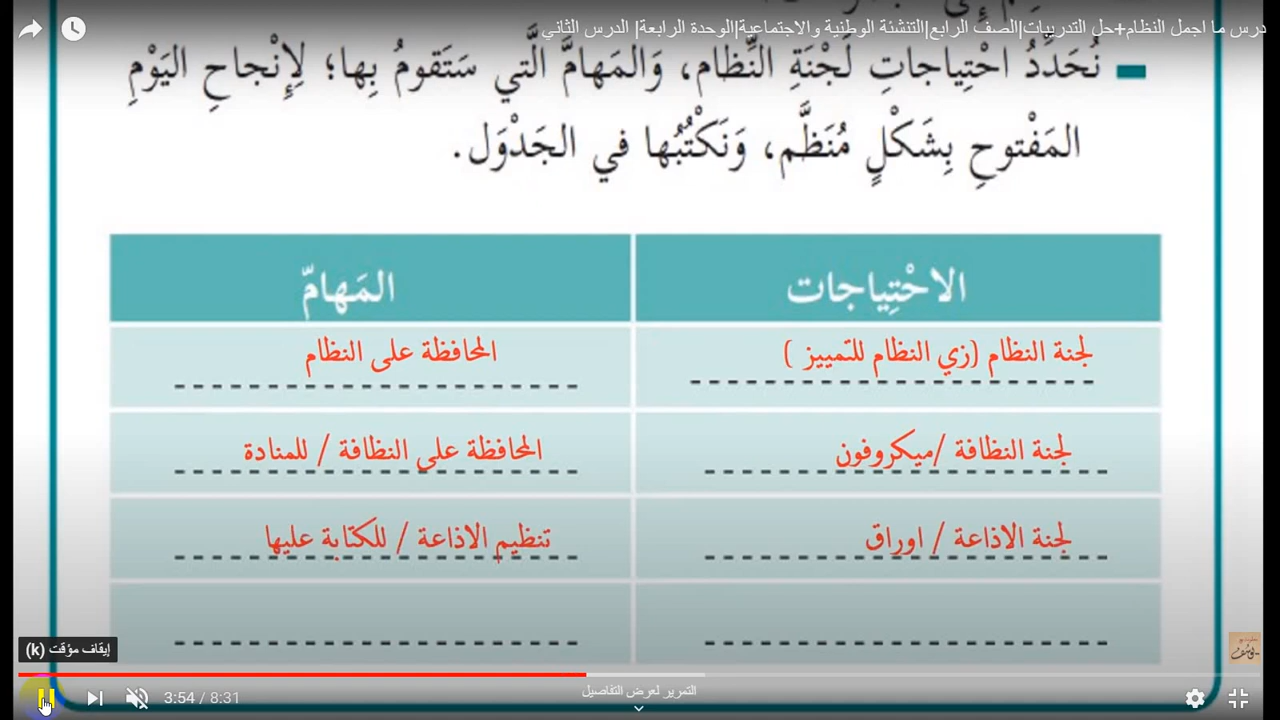 درس ما اجمل النظام+حل التدريبات|الصف الرابع|التنشئة الوطنية والاجتماعية|الوحدة الرابعة| الدرس الثاني
نُحَدِّدُ احْتِياجاتِ لَجْنَةِ النِّظام، وَالمَهامَّ الَّتي سَتَقومُ بِها؛ لِإِنْجاحِ اليَوْمِ
المَفْتوحِ بِشَكْلٍ مُنَظَّم، وَنَكْتُبُها في الجَدْوَل.
الاحْتِياجات
المَهامّ
لجنة النظام (زي النظام للتمييز )
المحافظة على النظام
لجنة النظافة /ميكروفون
المحافظة على النظافة / للمنادة
لجنة الاذاعة / اوراق
تنظيم الاذاعة / للكتابة عليها
إيقاف مؤقت (k)
3:54 / 8:31
التمرير لعرض التفاصيل